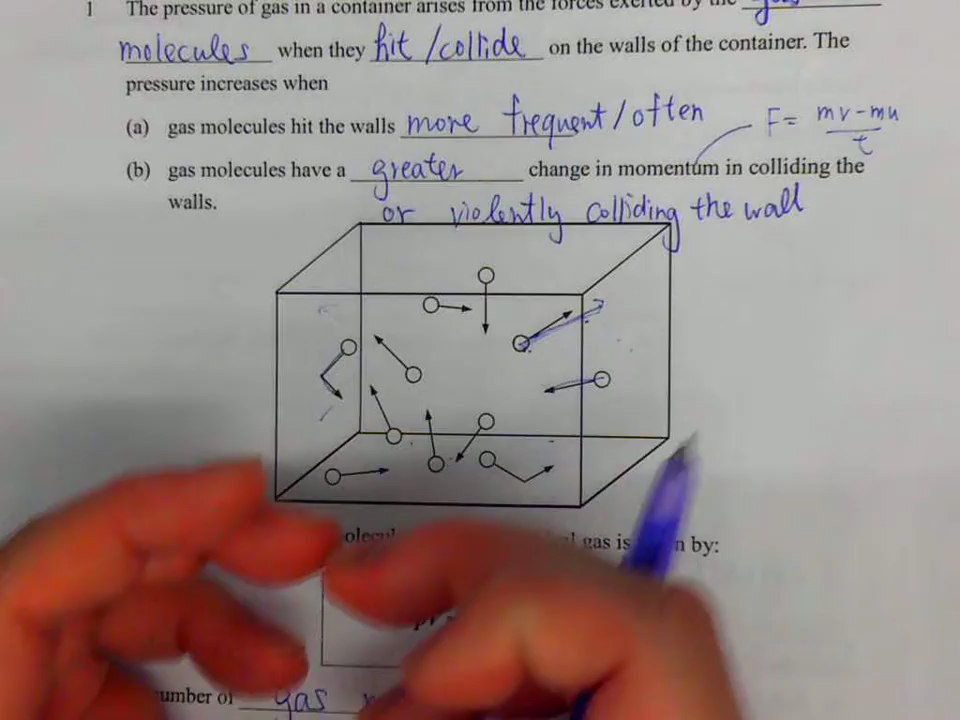 1 The pressure of gas in a container arises from the forces exerted by the gas
molecules when they hit /collide on the walls of the container. The
pressure increases when
(a) gas molecules hit the walls more frequent/often F= mv-mu/t
(b) gas molecules have a greater change in momentum in colliding the
walls. or violently colliding the wall
gas is by:
gas